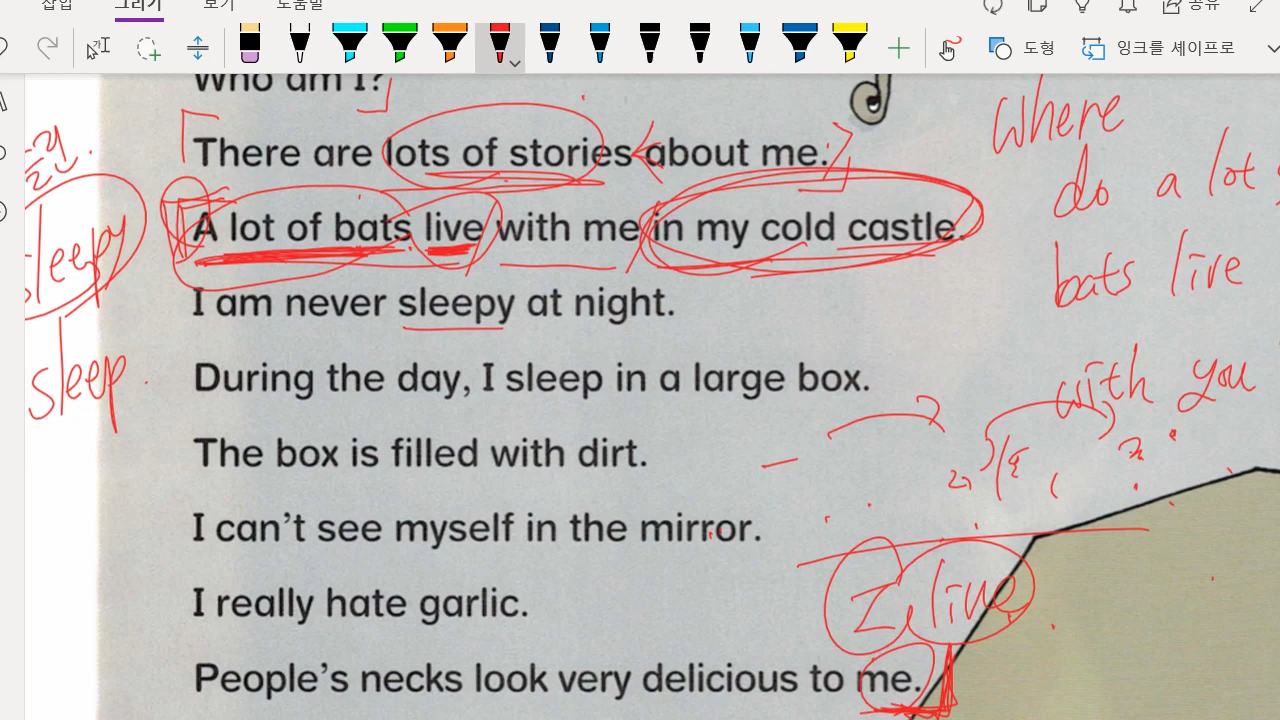 삽입 그리기 보기 도움말 공유
도형 잉크를 셰이프로
Who am I?
There are lots of stories about me.
A lot of bats live with me in my cold castle.
I am never sleepy at night.
During the day, I sleep in a large box.
The box is filled with dirt.
I can't see myself in the mirror.
I really hate garlic.
People's necks look very delicious to me.
sleepy
sleep.
Where
do a lot
bats live
with you
I live